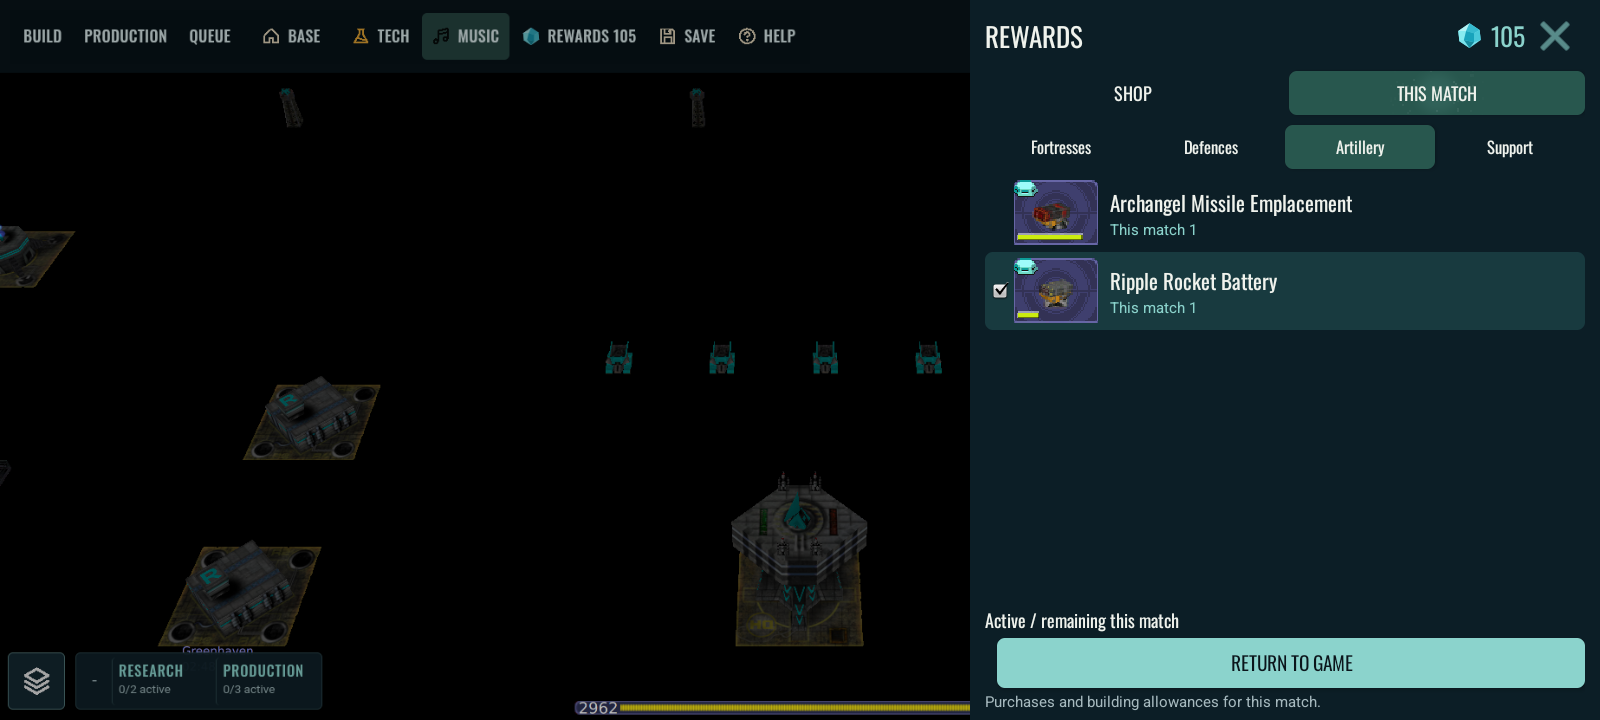 BUILD PRODUCTION QUEUE BASE TECH MUSIC REWARDS 105 SAVE HELP
REWARDS 105
SHOP THIS MATCH
Fortresses Defences Artillery Support
Archangel Missile Emplacement
This match 1
Ripple Rocket Battery
This match 1
R
R
Greenhaven
- RESEARCH PRODUCTION
0/2 active 0/3 active
2962
Active / remaining this match
RETURN TO GAME
Purchases and building allowances for this match.